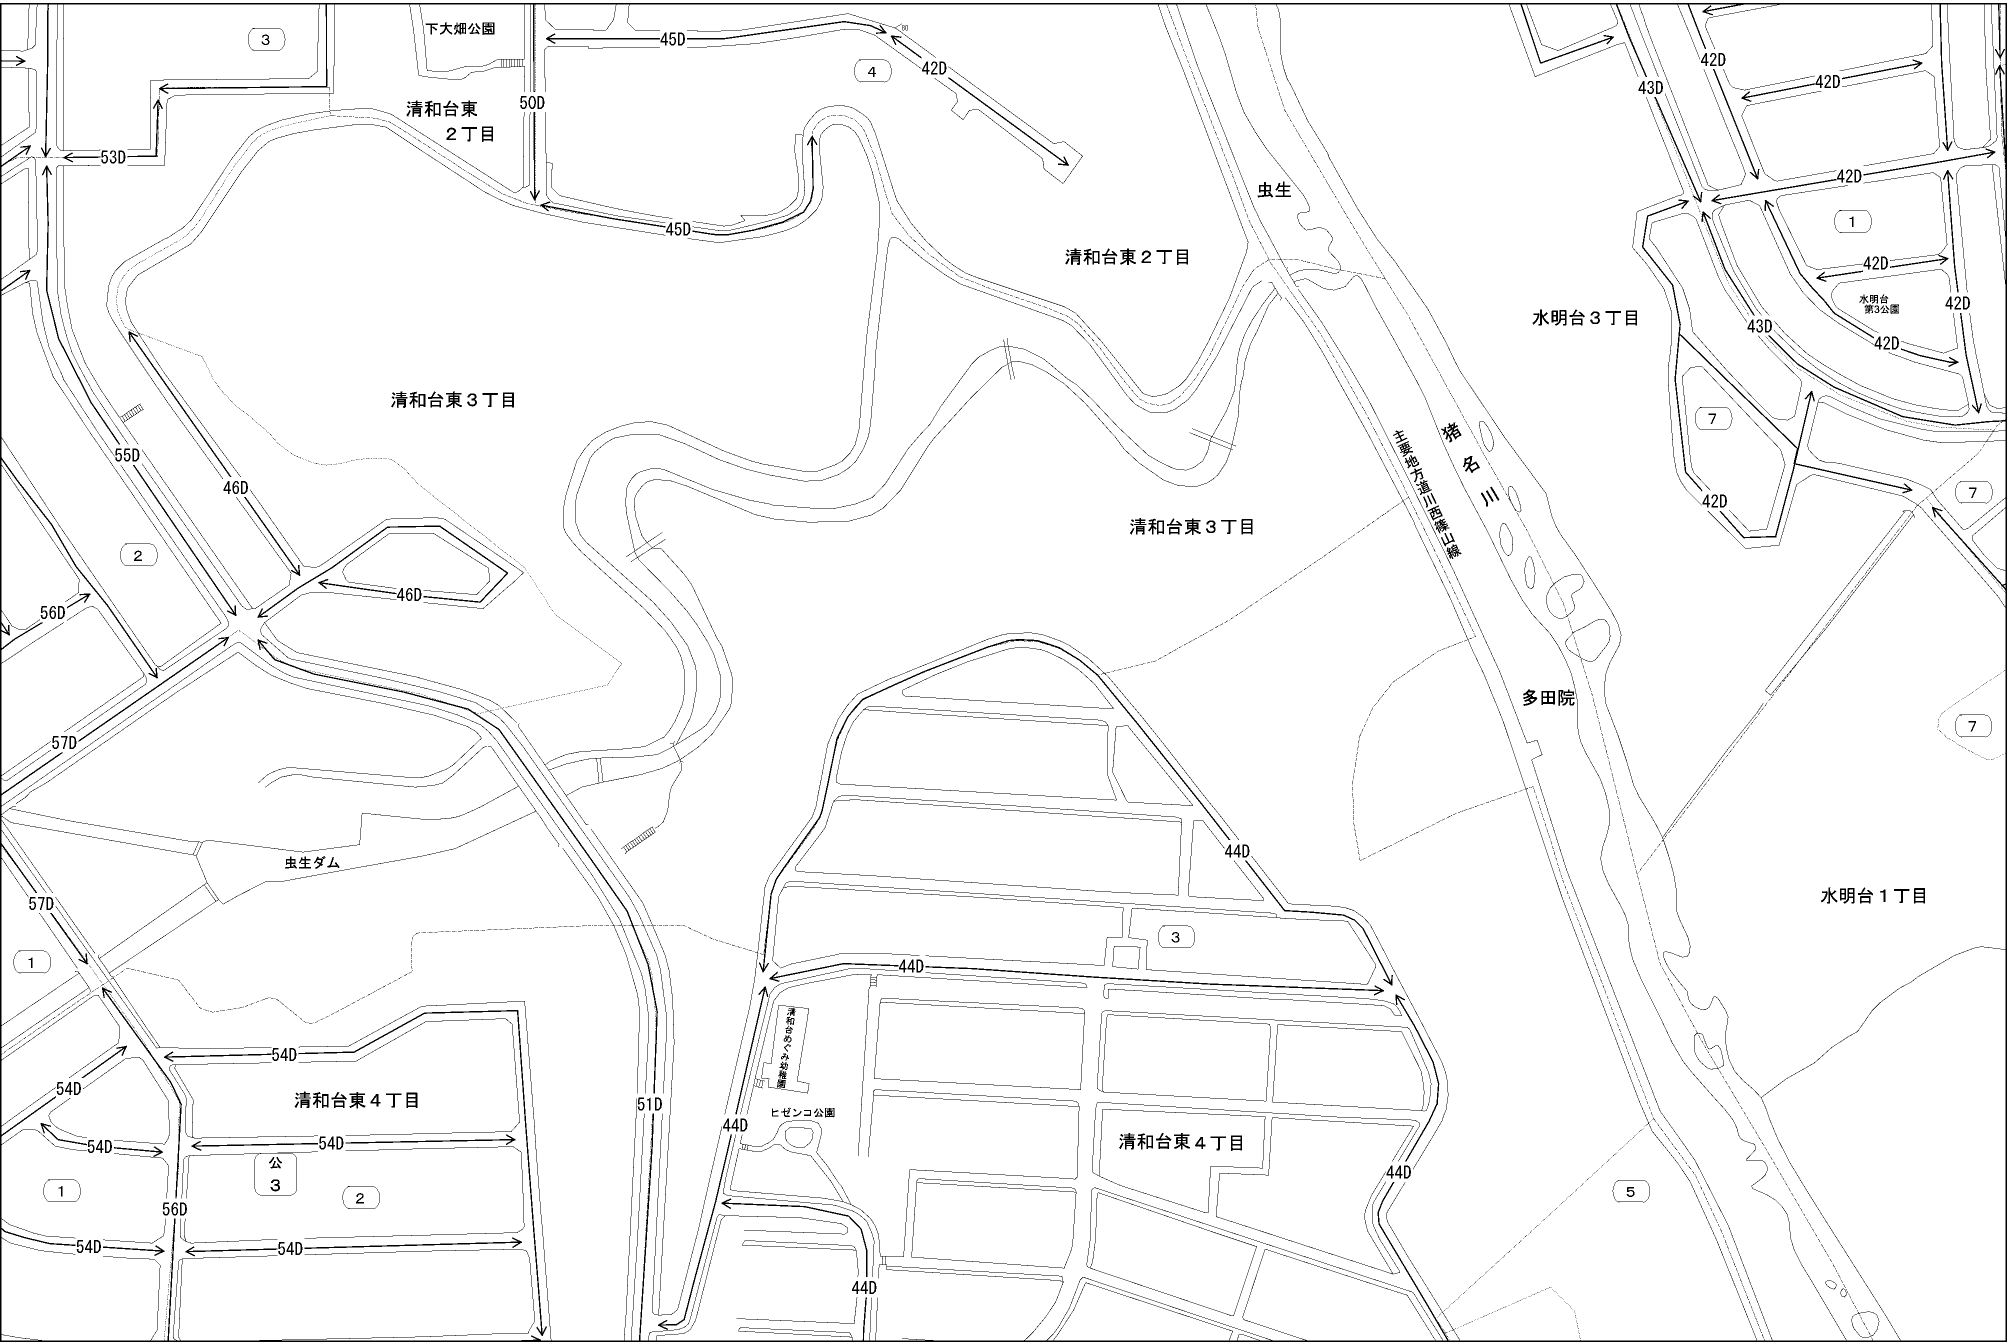 下大畑公園
3
45D
80
4
42D
42D
42D
43D
50D
清和台東
２丁目
53D
虫生
42D
1
45D
清和台東２丁目
42D
水明台
第3公園
42D
水明台３丁目
43D
42D
清和台東３丁目
7
主要地方道川西篠山線
猪名川
55D
46D
7
42D
清和台東３丁目
2
46D
56D
多田院
7
57D
44D
虫生ダム
水明台１丁目
57D
3
1
44D
清和台めぐみ幼稚園
54D
54D
清和台東４丁目
51D
ヒゼンコ公園
44D
54D
54D
清和台東４丁目
44D
公
3
1
2
5
56D
54D
54D
44D